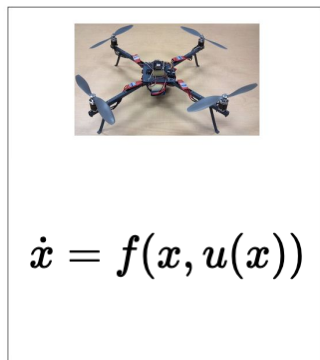 ẋ = f(x, u(x))